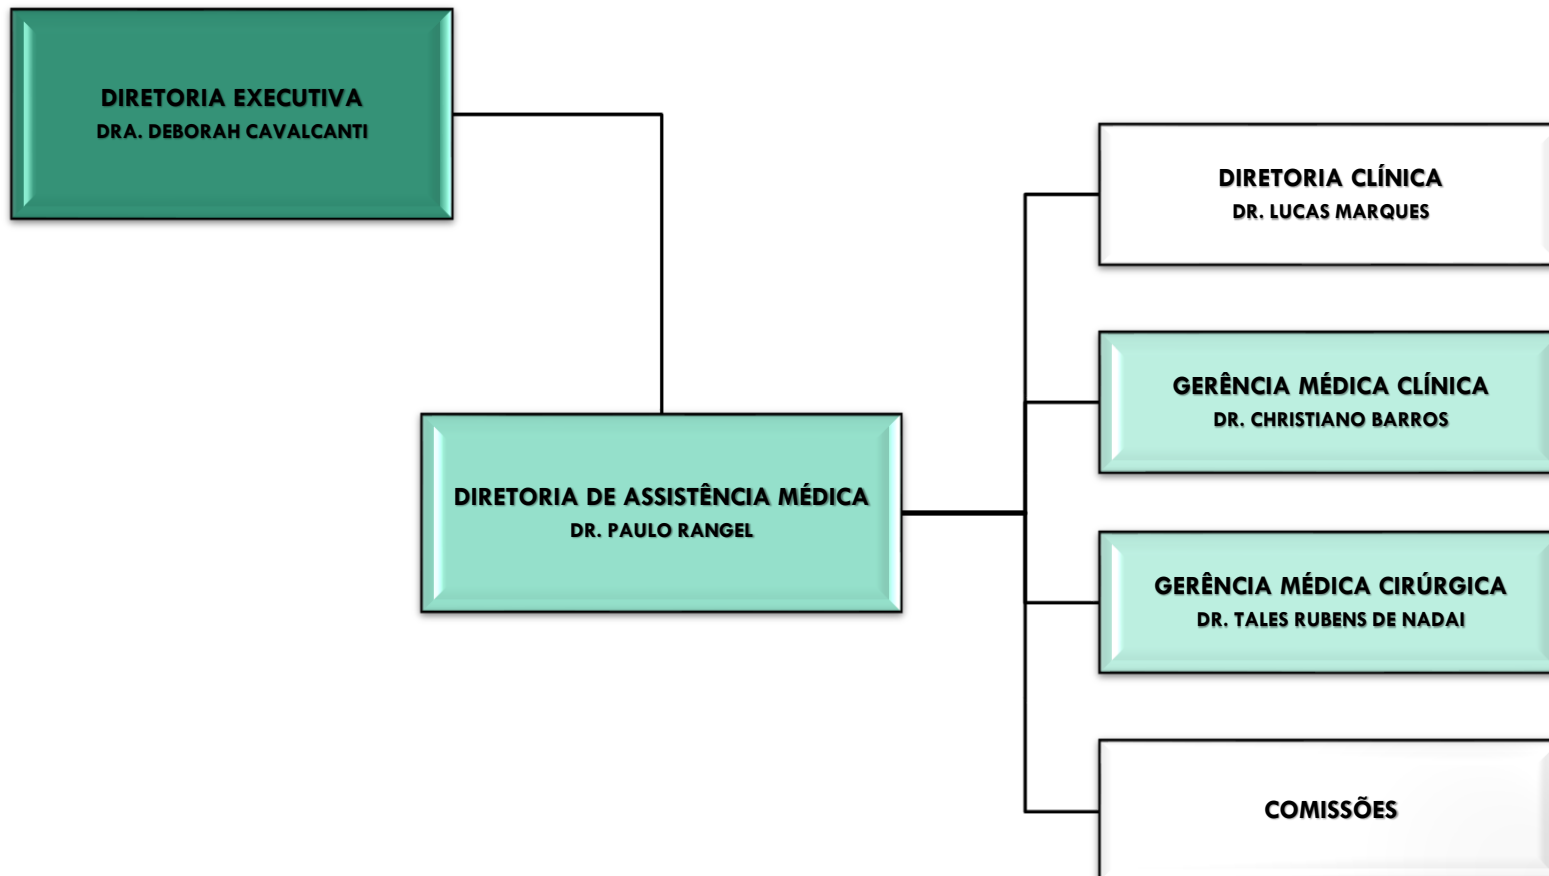 DIRETORIA EXECUTIVA
DRA. DEBORAH CAVALCANTI
DIRETORIA DE ASSISTÊNCIA MÉDICA
DR. PAULO RANGEL
DIRETORIA CLÍNICA
DR. LUCAS MARQUES
GERÊNCIA MÉDICA CLÍNICA
DR. CHRISTIANO BARROS
GERÊNCIA MÉDICA CIRÚRGICA
DR. TALES RUBENS DE NADAI
COMISSÕES